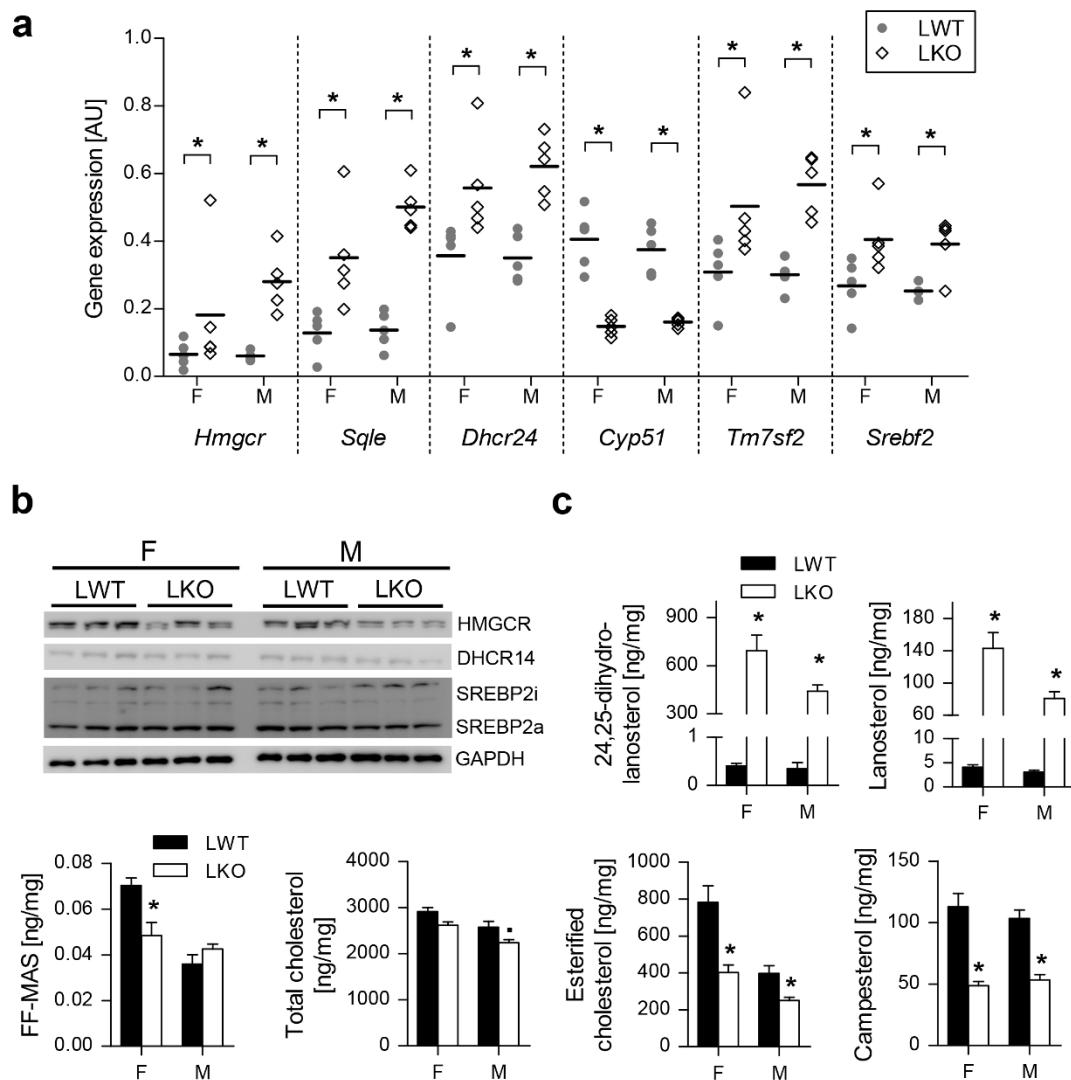 a
Gene expression [AU]
1.0
0.8
0.6
0.4
0.2
0.0
LWT
LKO
* * * * * * * * * * * *
F M F M F M F M F M F M
Hmgcr Sqle Dhcr24 Cyp51 Tm7sf2 Srebf2
b
F M
LWT LKO LWT LKO
HMGCR
DHCR14
SREBP2i
SREBP2a
GAPDH
c
LWT
LKO
24,25-dihydro-
lanosterol [ng/mg]
900
600
300
1
0
* *
F M
Lanosterol [ng/mg]
180
150
120
90
60
10
5
0
* *
F M
LWT
LKO
FF-MAS [ng/mg]
0.08
0.06
0.04
0.02
0.00
*
F M
Total cholesterol
[ng/mg]
4000
3000
2000
1000
0
▪
F M
Esterified
cholesterol [ng/mg]
1000
800
600
400
200
0
* *
F M
Campesterol [ng/mg]
150
100
50
0
* *
F M